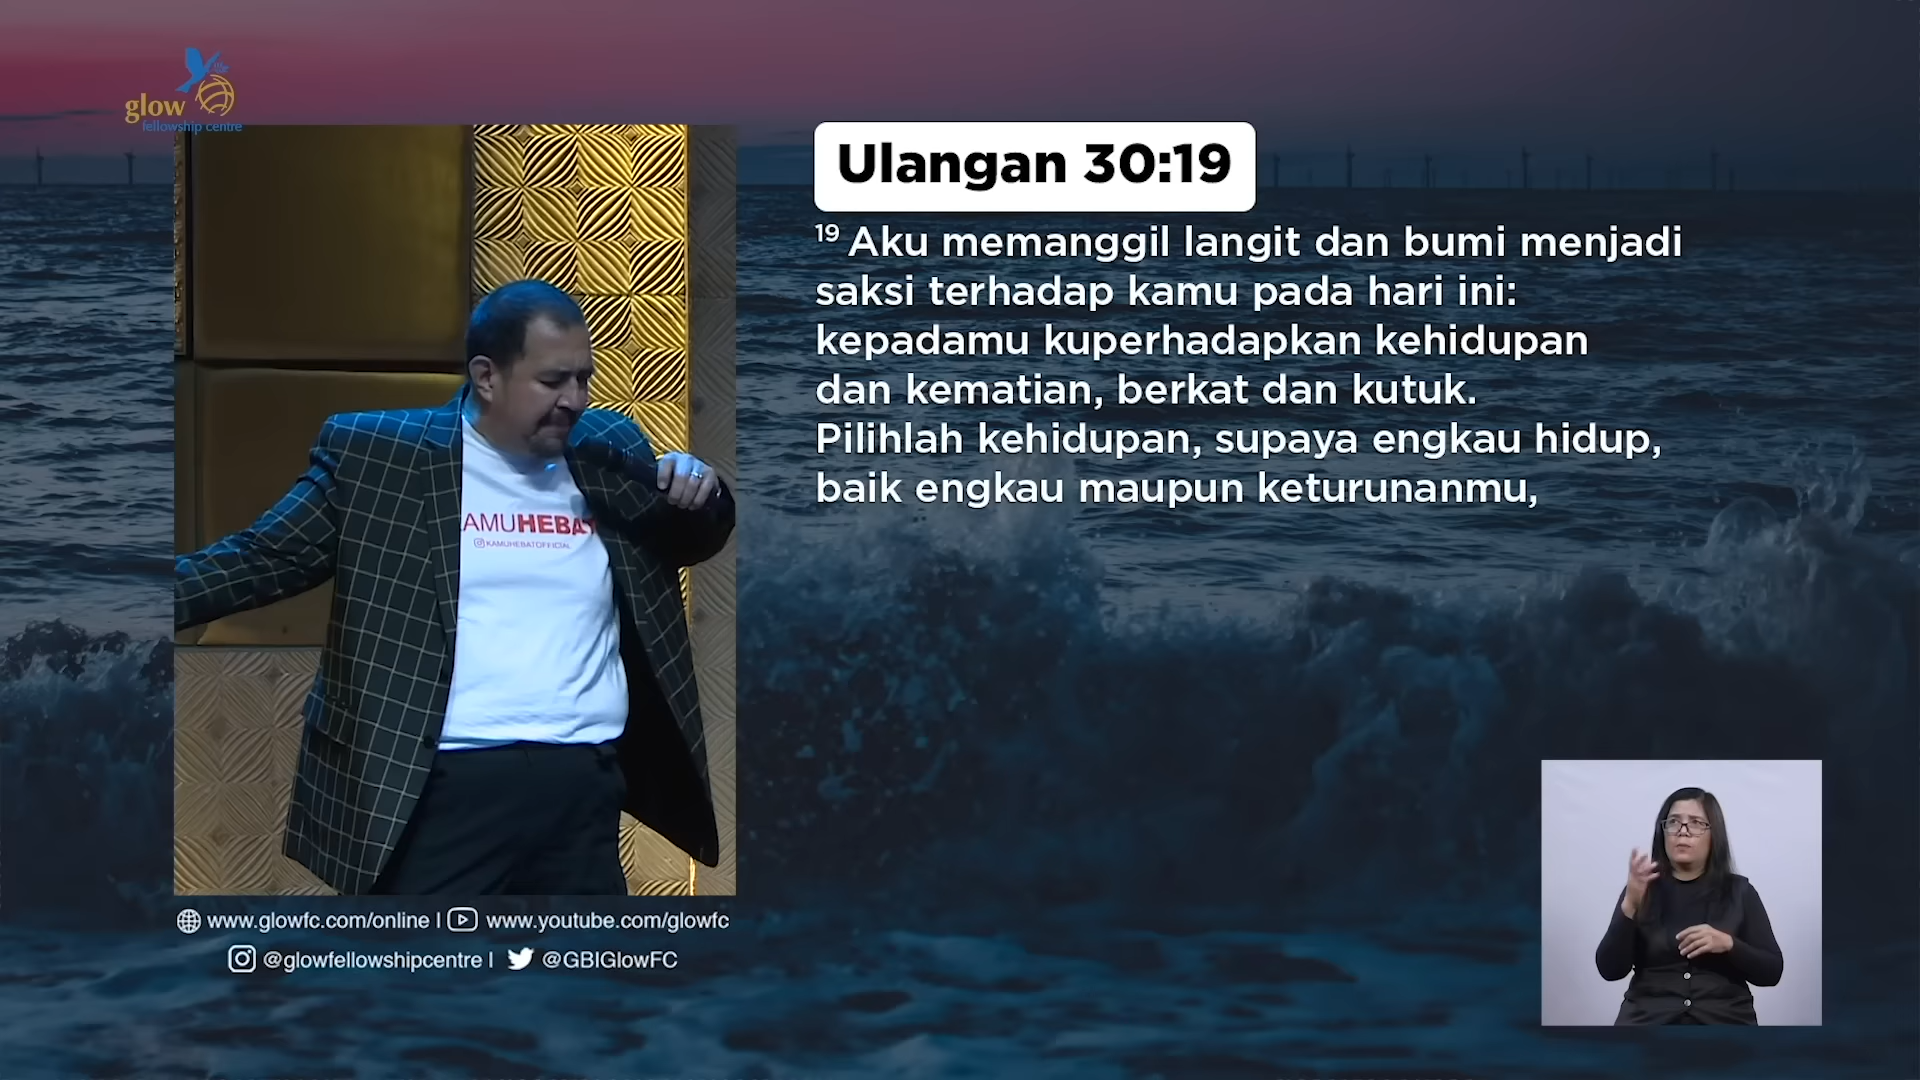 glow
fellowship centre
Ulangan 30:19
19 Aku memanggil langit dan bumi menjadi
saksi terhadap kamu pada hari ini:
kepadamu kuperhadapkan kehidupan
dan kematian, berkat dan kutuk.
Pilihlah kehidupan, supaya engkau hidup,
baik engkau maupun keturunanmu,
AMUHEBAT
KAMUHEBATOFFICIAL
www.glowfc.com/online | www.youtube.com/glowfc
@glowfellowshipcentre | @GBIGlowFC